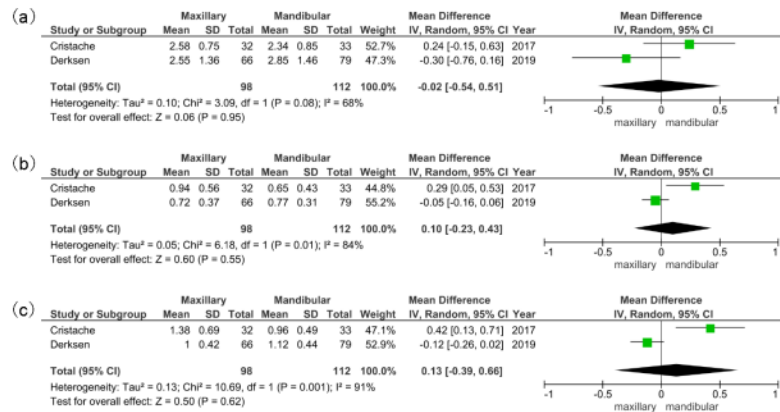 (a)
Maxillary Mandibular Mean Difference Mean Difference
Study or Subgroup Mean SD Total Mean SD Total Weight IV, Random, 95% CI Year IV, Random, 95% CI
Cristache 2.58 0.75 32 2.34 0.85 33 52.7% 0.24 [-0.15, 0.63] 2017
Derksen 2.55 1.36 66 2.85 1.46 79 47.3% -0.30 [-0.76, 0.16] 2019
Total (95% CI) 98 112 100.0% -0.02 [-0.54, 0.51]
Heterogeneity: Tau² = 0.10; Chi² = 3.09, df = 1 (P = 0.08); I² = 68%
Test for overall effect: Z = 0.06 (P = 0.95)
-1 -0.5 0 0.5 1
maxillary mandibular
(b)
Maxillary Mandibular Mean Difference Mean Difference
Study or Subgroup Mean SD Total Mean SD Total Weight IV, Random, 95% CI Year IV, Random, 95% CI
Cristache 0.94 0.56 32 0.65 0.43 33 44.8% 0.29 [0.05, 0.53] 2017
Derksen 0.72 0.37 66 0.77 0.31 79 55.2% -0.05 [-0.16, 0.06] 2019
Total (95% CI) 98 112 100.0% 0.10 [-0.23, 0.43]
Heterogeneity: Tau² = 0.05; Chi² = 6.18, df = 1 (P = 0.01); I² = 84%
Test for overall effect: Z = 0.60 (P = 0.55)
-1 -0.5 0 0.5 1
maxillary mandibular
(c)
Maxillary Mandibular Mean Difference Mean Difference
Study or Subgroup Mean SD Total Mean SD Total Weight IV, Random, 95% CI Year IV, Random, 95% CI
Cristache 1.38 0.69 32 0.96 0.49 33 47.1% 0.42 [0.13, 0.71] 2017
Derksen 1 0.42 66 1.12 0.44 79 52.9% -0.12 [-0.26, 0.02] 2019
Total (95% CI) 98 112 100.0% 0.13 [-0.39, 0.66]
Heterogeneity: Tau² = 0.13; Chi² = 10.69, df = 1 (P = 0.001); I² = 91%
Test for overall effect: Z = 0.50 (P = 0.62)
-1 -0.5 0 0.5 1
maxillary mandibular